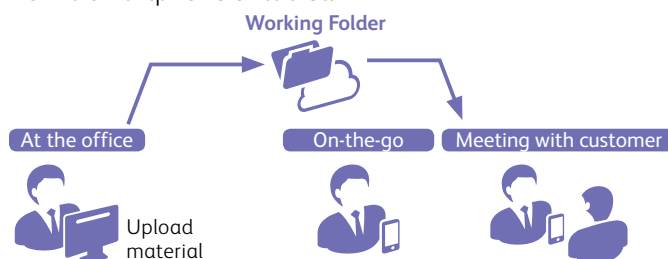 Working Folder
At the office
On-the-go
Meeting with customer
Upload
material